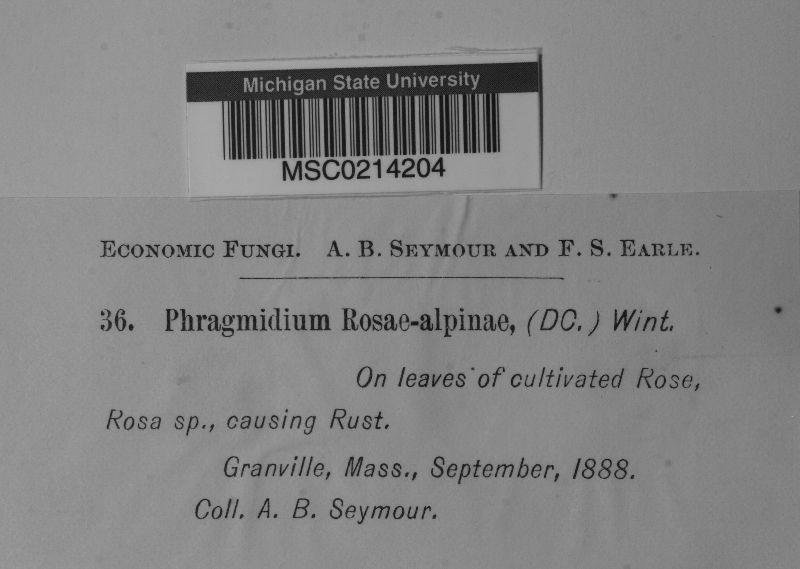 Michigan State University
MSC0214204
ECONOMIC FUNGI. A. B. SEYMOUR AND F. S. EARLE.
36. Phragmidium Rosae-alpinae, (DC.) Wint.
On leaves of cultivated Rose,
Rosa sp., causing Rust.
Granville, Mass., September, 1888.
Coll. A. B. Seymour.